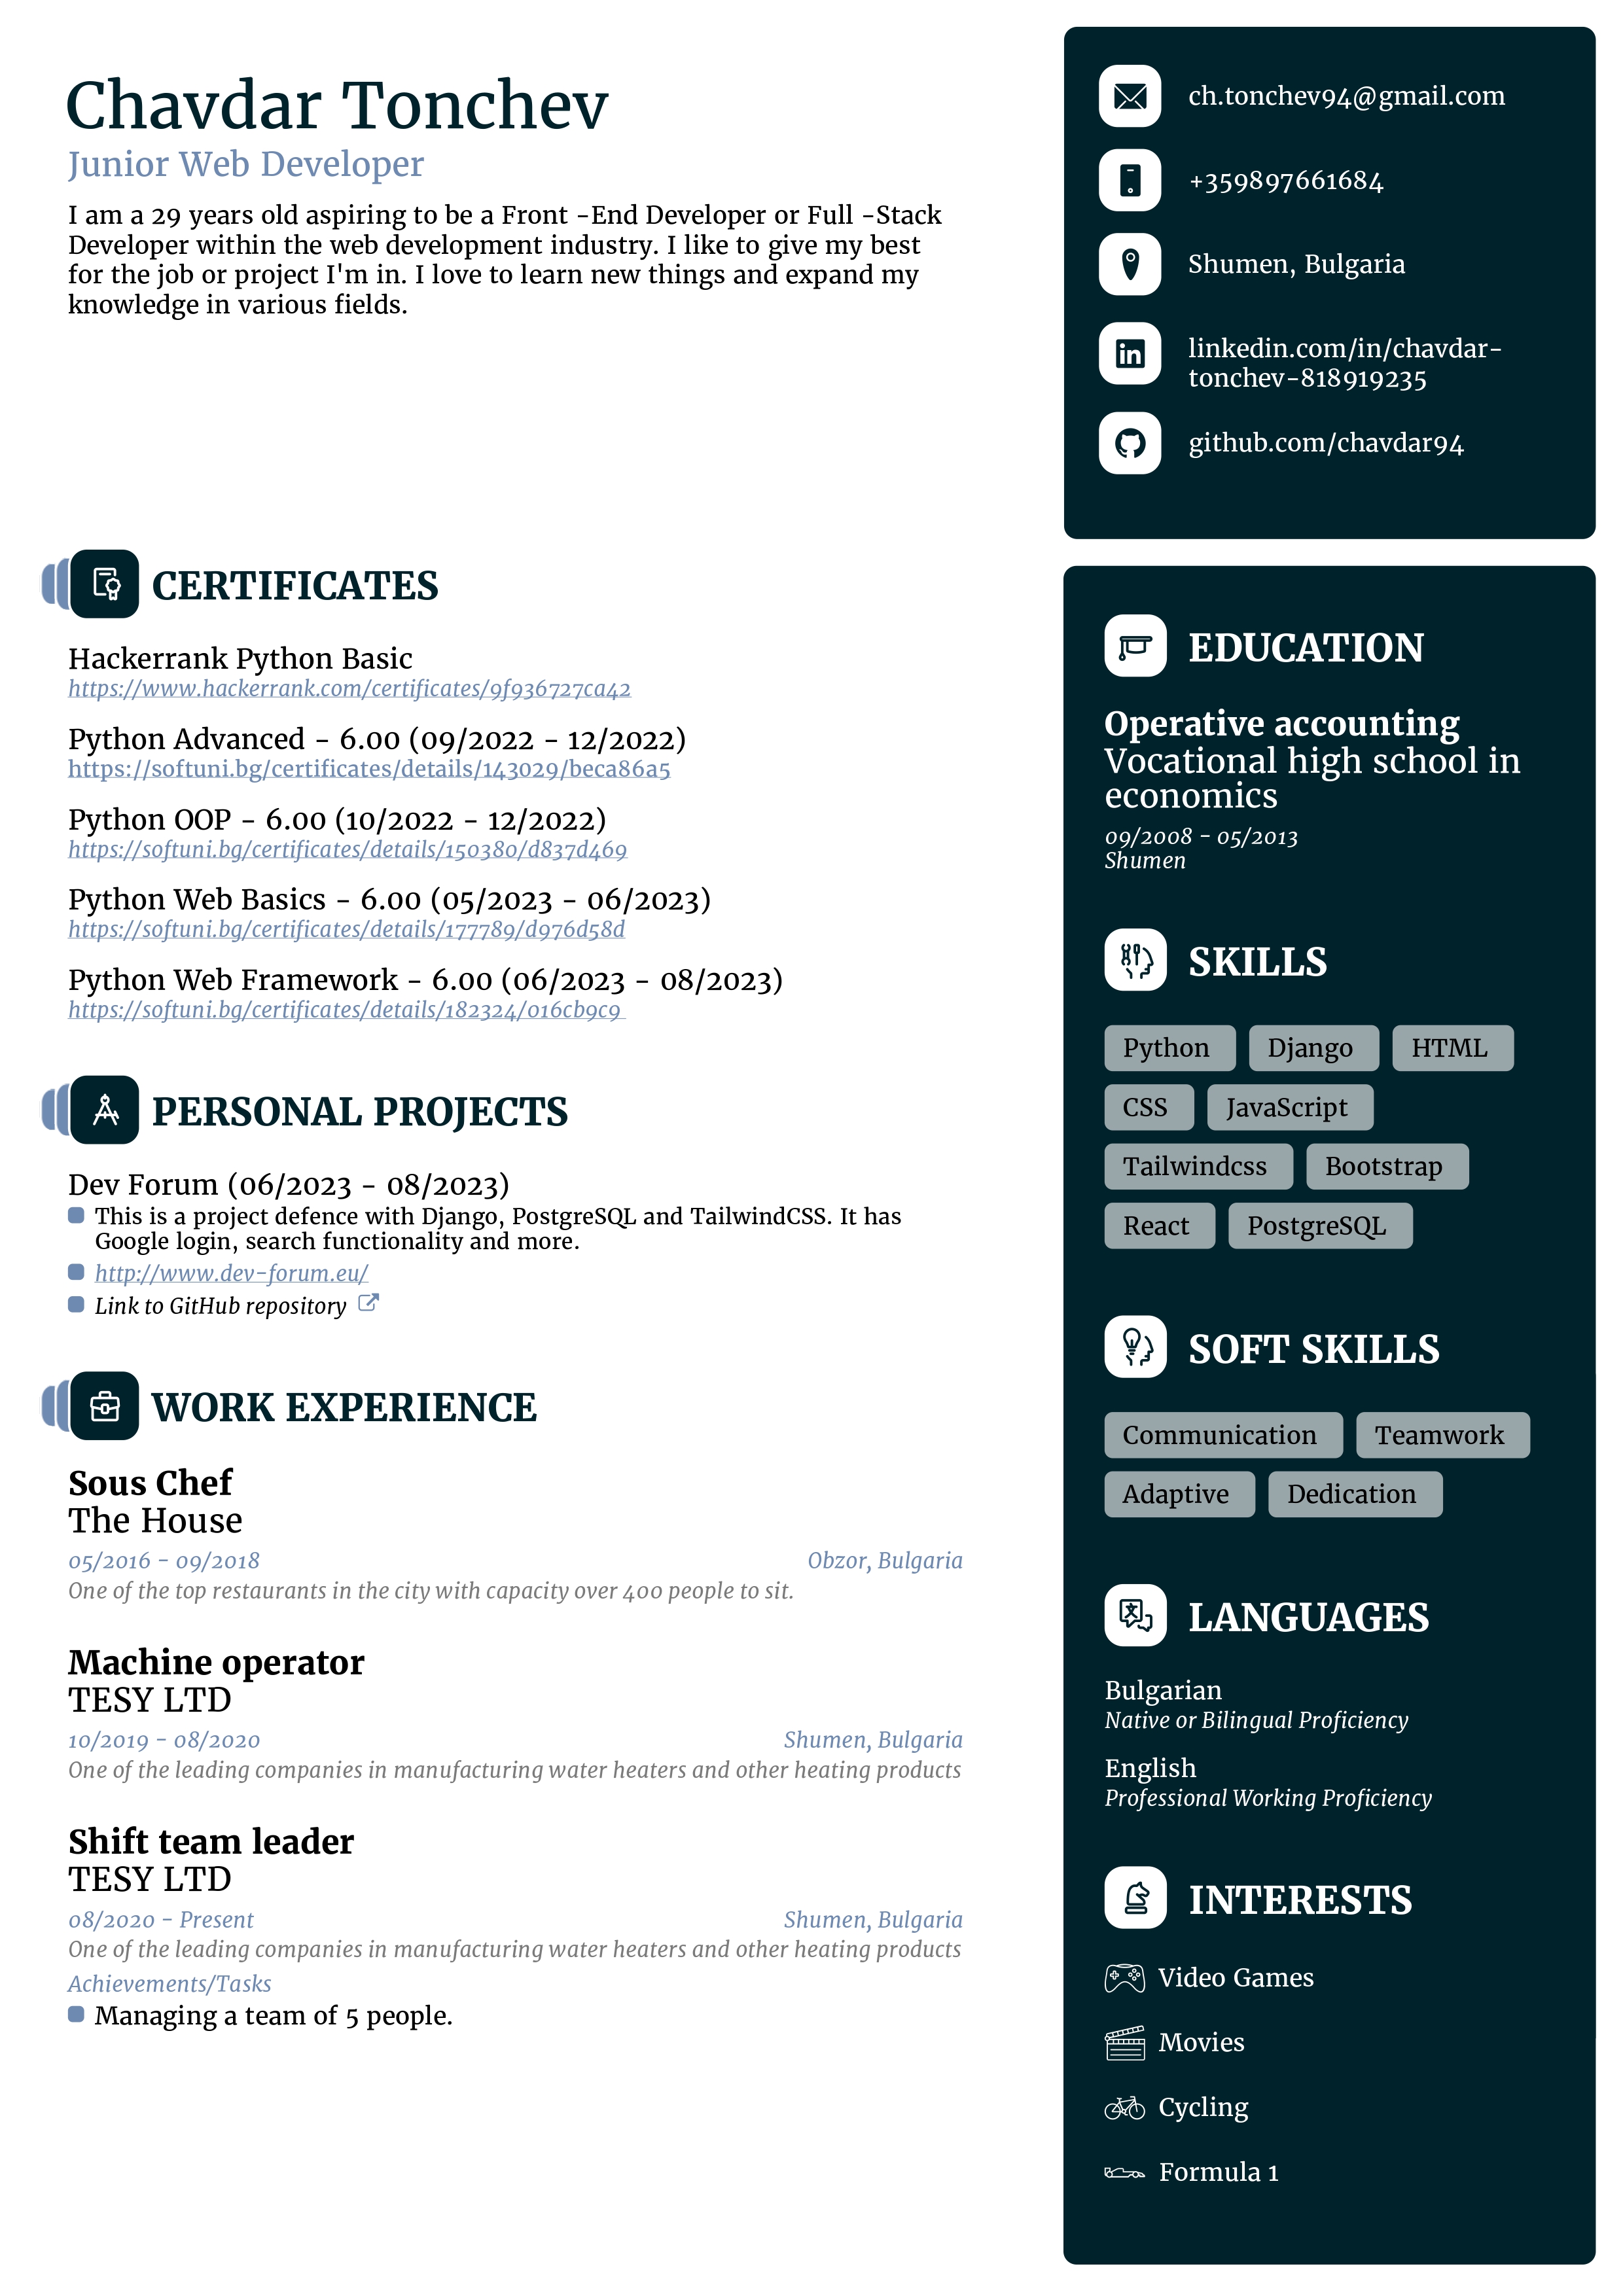 Chavdar Tonchev
Junior Web Developer
I am a 29 years old aspiring to be a Front -End Developer or Full -Stack
Developer within the web development industry. I like to give my best
for the job or project I'm in. I love to learn new things and expand my
knowledge in various fields.
ch.tonchev94@gmail.com
+359897661684
Shumen, Bulgaria
linkedin.com/in/chavdar-
tonchev-818919235
github.com/chavdar94
CERTIFICATES
Hackerrank Python Basic
https://www.hackerrank.com/certificates/9f936727ca42
Python Advanced - 6.00 (09/2022 - 12/2022)
https://softuni.bg/certificates/details/143029/beca86a5
Python OOP - 6.00 (10/2022 - 12/2022)
https://softuni.bg/certificates/details/150380/d837d469
Python Web Basics - 6.00 (05/2023 - 06/2023)
https://softuni.bg/certificates/details/177789/d976d58d
Python Web Framework - 6.00 (06/2023 - 08/2023)
https://softuni.bg/certificates/details/182324/016cb9c9
PERSONAL PROJECTS
Dev Forum (06/2023 - 08/2023)
This is a project defence with Django, PostgreSQL and TailwindCSS. It has
Google login, search functionality and more.
http://www.dev-forum.eu/
Link to GitHub repository
WORK EXPERIENCE
Sous Chef
The House
05/2016 - 09/2018 Obzor, Bulgaria
One of the top restaurants in the city with capacity over 400 people to sit.
Machine operator
TESY LTD
10/2019 - 08/2020 Shumen, Bulgaria
One of the leading companies in manufacturing water heaters and other heating products
Shift team leader
TESY LTD
08/2020 - Present Shumen, Bulgaria
One of the leading companies in manufacturing water heaters and other heating products
Achievements/Tasks
Managing a team of 5 people.
EDUCATION
Operative accounting
Vocational high school in
economics
09/2008 - 05/2013
Shumen
SKILLS
Python Django HTML
CSS JavaScript
Tailwindcss Bootstrap
React PostgreSQL
SOFT SKILLS
Communication Teamwork
Adaptive Dedication
LANGUAGES
Bulgarian
Native or Bilingual Proficiency
English
Professional Working Proficiency
INTERESTS
Video Games
Movies
Cycling
Formula 1